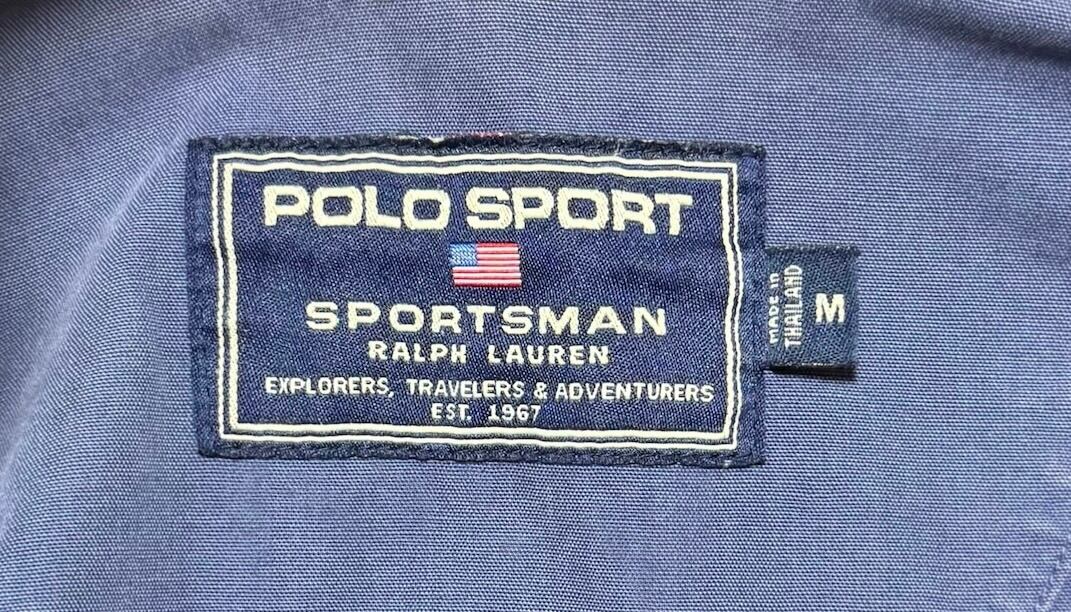 POLO SPORT
SPORTSMAN
RALPH LAUREN
EXPLORERS, TRAVELERS & ADVENTURERS
EST. 1967
MADE IN
THAILAND
M